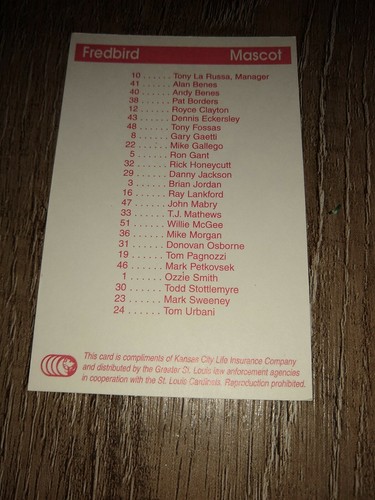 Fredbird Mascot
10 . . . . . . Tony La Russa, Manager
41 . . . . . . Alan Benes
40 . . . . . . Andy Benes
38 . . . . . . Pat Borders
12 . . . . . . Royce Clayton
43 . . . . . . Dennis Eckersley
48 . . . . . . Tony Fossas
8 . . . . . . Gary Gaetti
22 . . . . . . Mike Gallego
5 . . . . . . Ron Gant
32 . . . . . . Rick Honeycutt
29 . . . . . . Danny Jackson
3 . . . . . . Brian Jordan
16 . . . . . . Ray Lankford
47 . . . . . . John Mabry
33 . . . . . . T.J. Mathews
51 . . . . . . Willie McGee
36 . . . . . . Mike Morgan
31 . . . . . . Donovan Osborne
19 . . . . . . Tom Pagnozzi
46 . . . . . . Mark Petkovsek
1 . . . . . . Ozzie Smith
30 . . . . . . Todd Stottlemyre
23 . . . . . . Mark Sweeney
24 . . . . . . Tom Urbani
This card is compliments of Kansas City Life Insurance Company
and distributed by the Greater St. Louis law enforcement agencies
in cooperation with the St. Louis Cardinals. Reproduction prohibited.